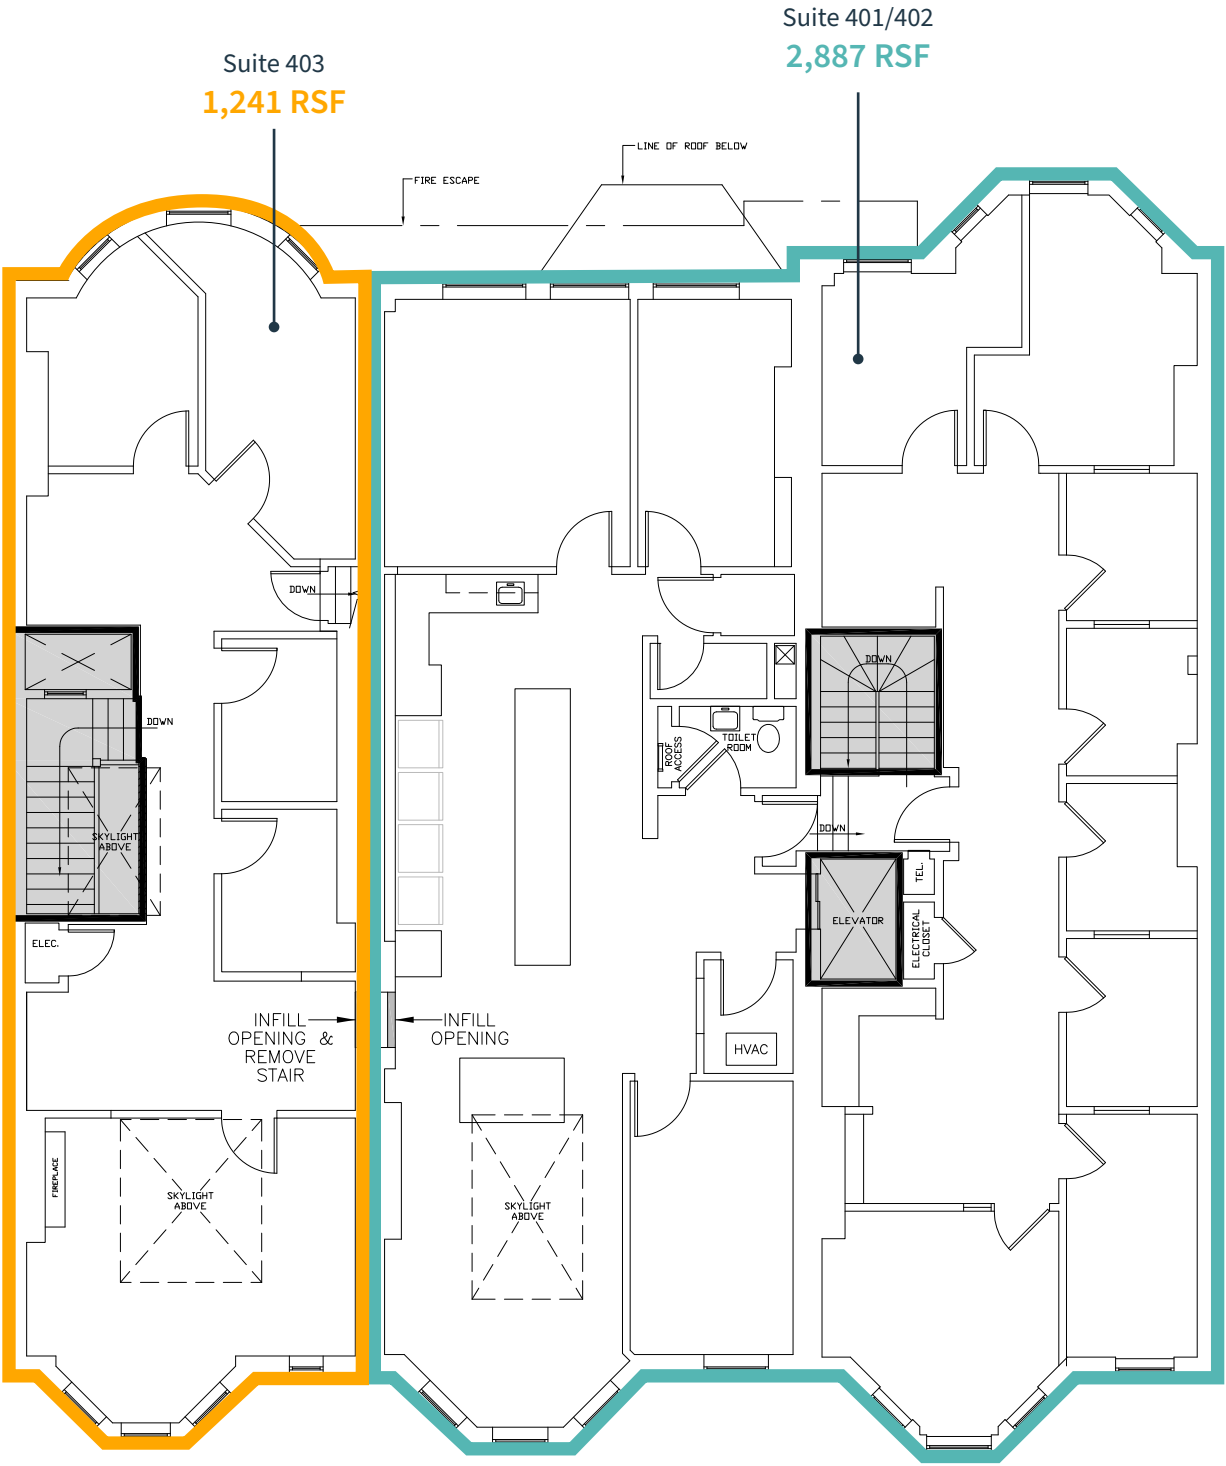 Suite 401/402
2,887 RSF
Suite 403
1,241 RSF
LINE OF ROOF BELOW
FIRE ESCAPE
DOWN
DOWN
DOWN
TOILET
ROOM
ROOF
ACCESS
SKYLIGHT
ABOVE
DOWN
TEL.
ELEVATOR
ELECTRICAL
CLOSET
ELEC.
INFILL
OPENING &
REMOVE
STAIR
INFILL
OPENING
HVAC
FIREPLACE
SKYLIGHT
ABOVE
SKYLIGHT
ABOVE